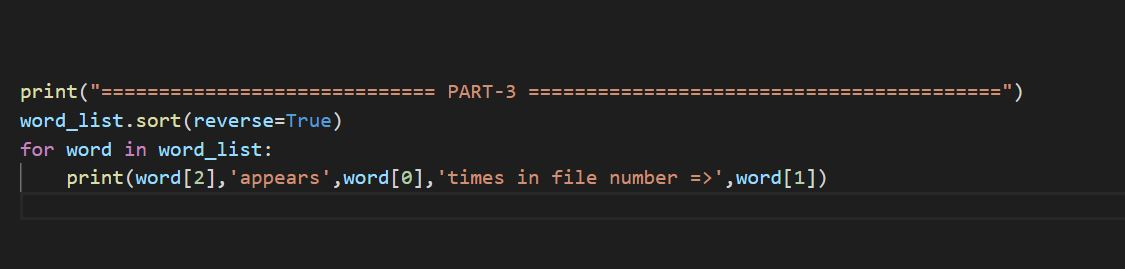 print("============================= PART-3 =========================================")
word_list.sort(reverse=True)
for word in word_list:
    print(word[2],'appears',word[0],'times in file number =>',word[1])